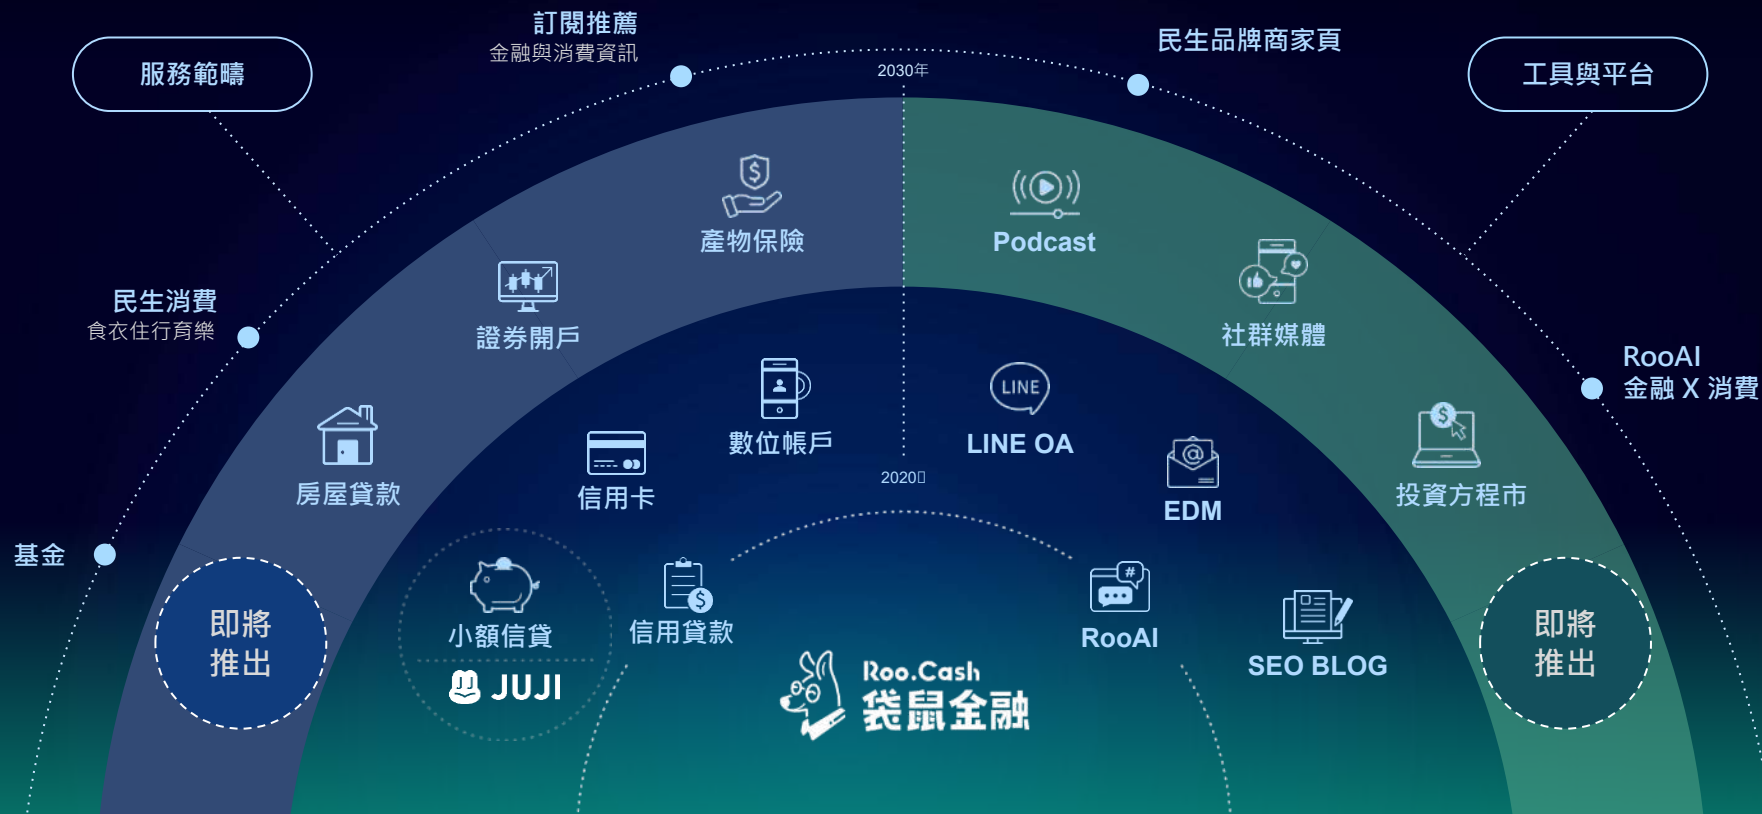 訂閱推薦
金融與消費資訊
民生品牌商家頁
服務範疇
2030年
工具與平台
產物保險
Podcast
民生消費
食衣住行育樂
證券開戶
社群媒體
RooAI
金融 X 消費
LINE
數位帳戶
LINE OA
2020
房屋貸款
信用卡
EDM
投資方程市
基金
即將
推出
小額信貸
JUJI
信用貸款
RooAI
SEO BLOG
即將
推出
Roo.Cash
袋鼠金融